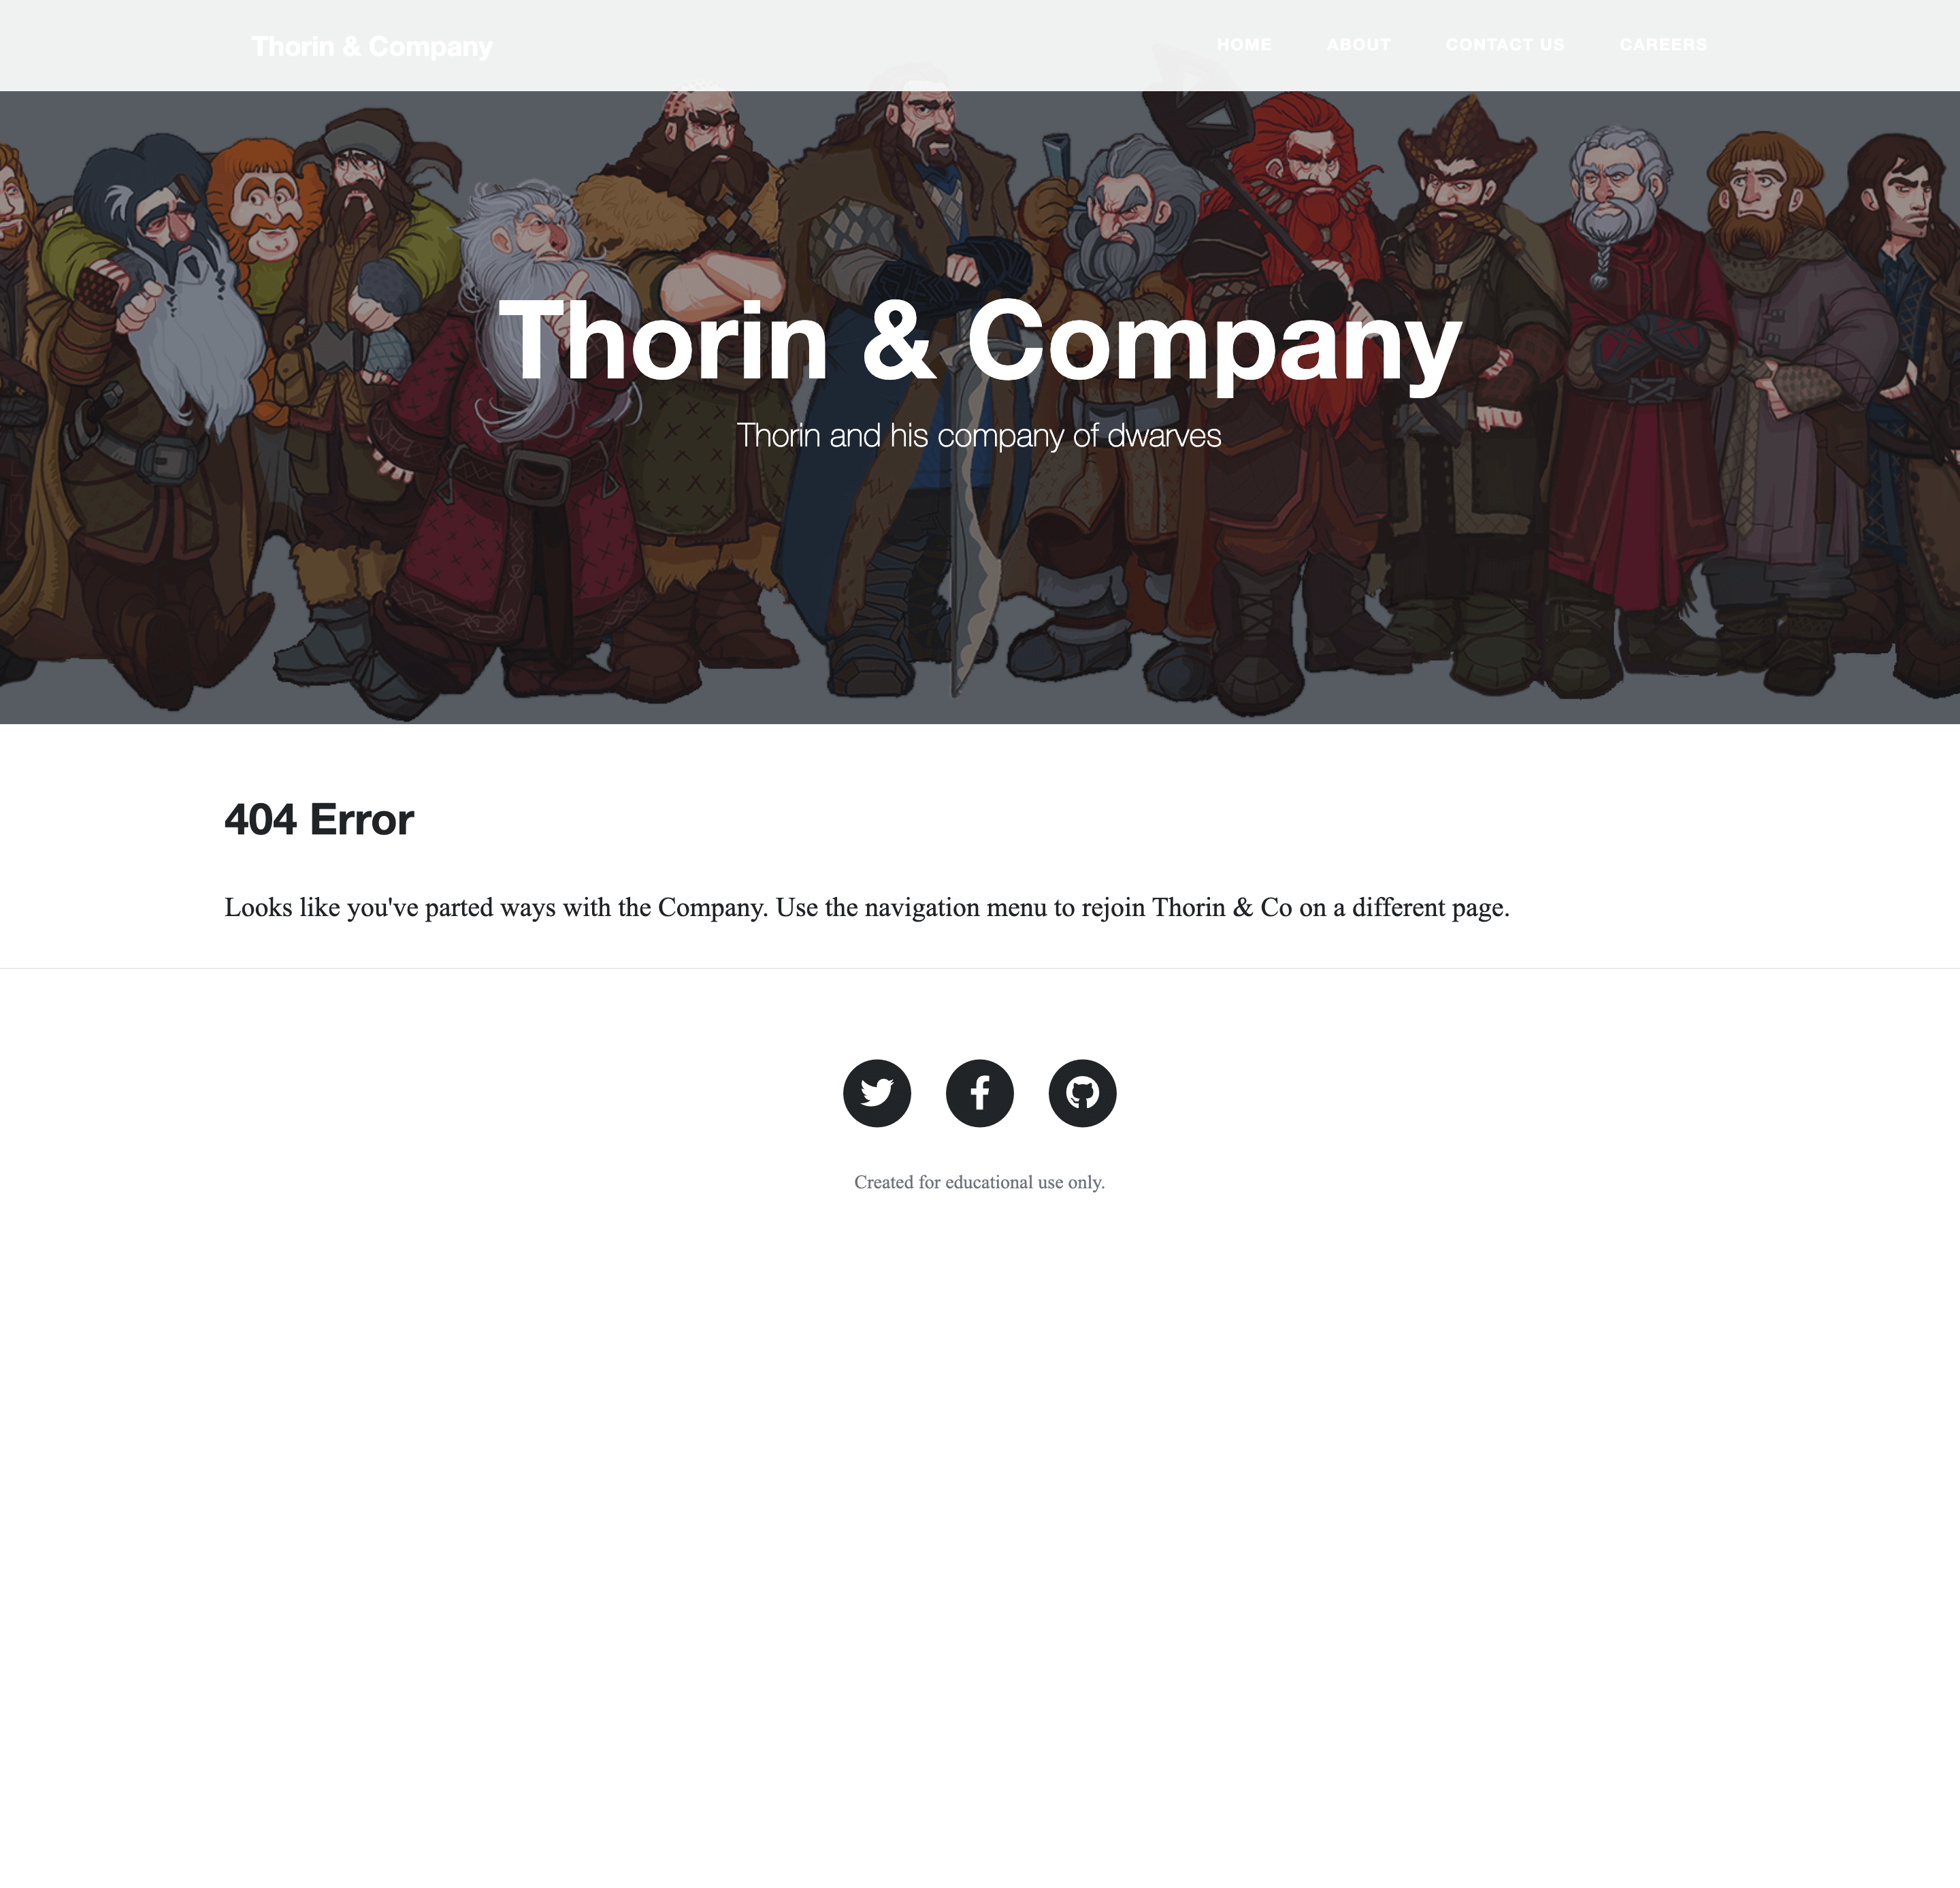 Thorin & Company
HOME ABOUT CONTACT US CAREERS
Thorin & Company
Thorin and his company of dwarves
404 Error
Looks like you've parted ways with the Company. Use the navigation menu to rejoin Thorin & Co on a different page.
Created for educational use only.